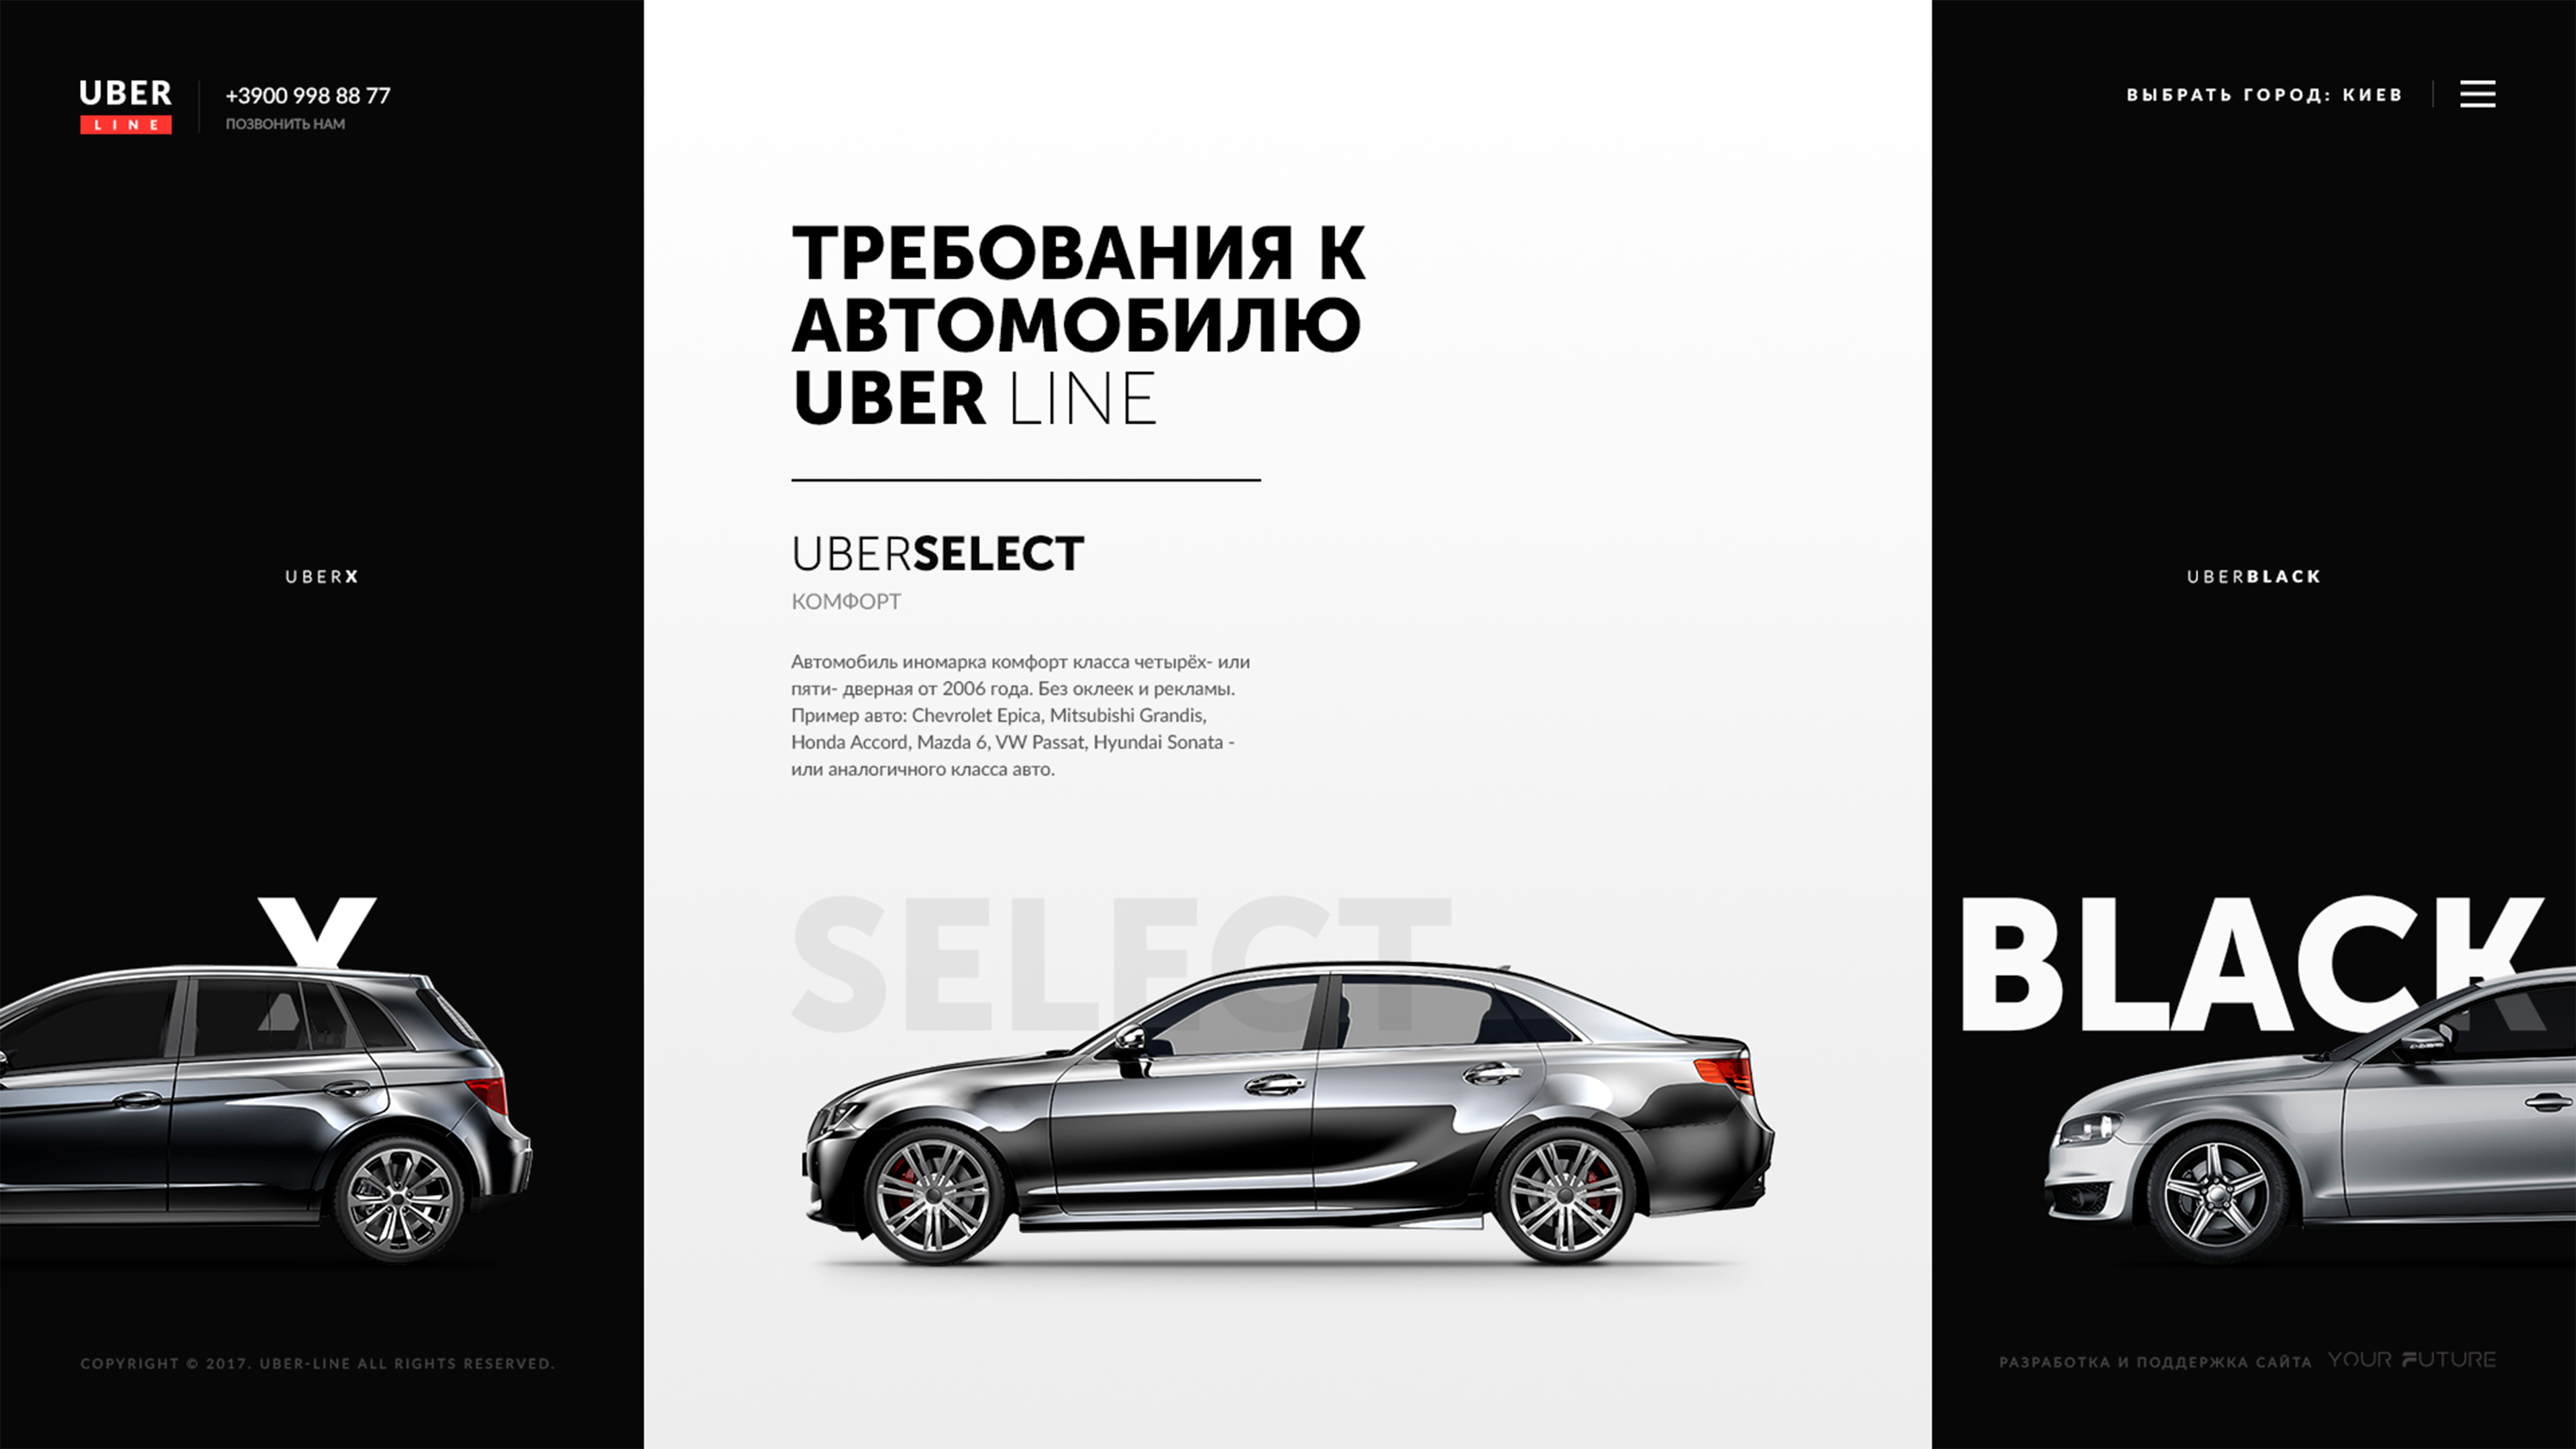 UBER
LINE
+3900 998 88 77
ПОЗВОНИТЬ НАМ
ВЫБРАТЬ ГОРОД: КИЕВ
ТРЕБОВАНИЯ К
АВТОМОБИЛЮ
UBER LINE
UBERX
UBERSELECT
КОМФОРТ
Автомобиль иномарка комфорт класса четырёх- или
пяти- дверная от 2006 года. Без оклеек и рекламы.
Пример авто: Chevrolet Epica, Mitsubishi Grandis,
Honda Accord, Mazda 6, VW Passat, Hyundai Sonata -
или аналогичного класса авто.
UBERBLACK
X
SELECT
BLACK
COPYRIGHT © 2017. UBER-LINE ALL RIGHTS RESERVED.
РАЗРАБОТКА И ПОДДЕРЖКА САЙТА YOUR FUTURE